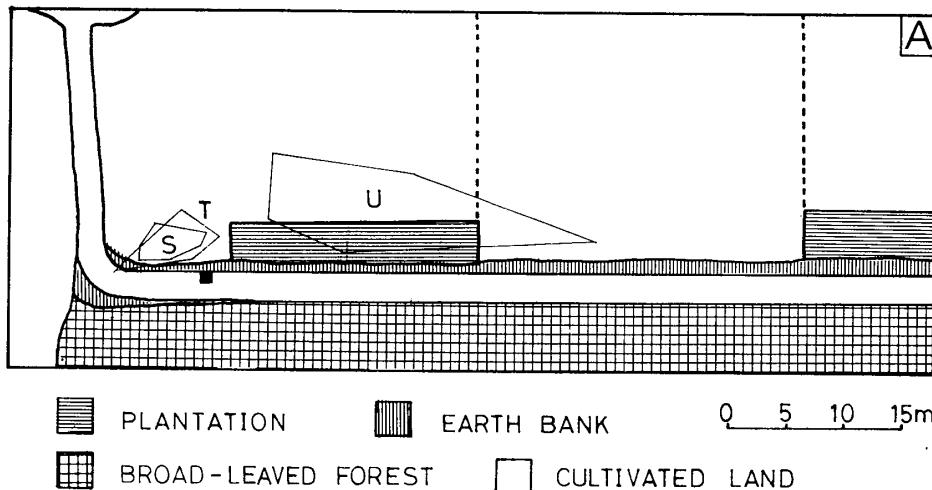 A
T
U
S
PLANTATION
EARTH BANK
0 5 10 15m
BROAD-LEAVED FOREST
CULTIVATED LAND